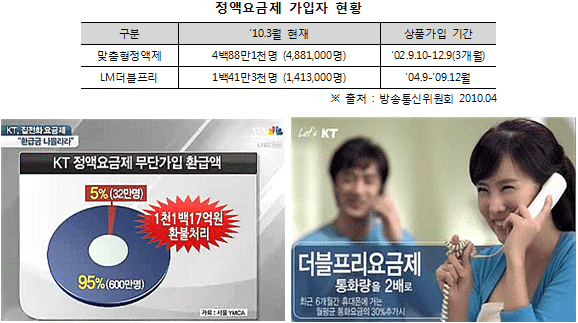 정액요금제 가입자 현황
구분 '10.3월 현재 상품가입 기간
맞춤형정액제 4백88만1천명 (4,881,000명) '02.9.10-12.9(3개월)
LM더블프리 1백41만3천명 (1,413,000명) '04.9-'09.12월
※ 출처 : 방송통신위원회 2010.04
KT, 집전화 요금제
"환급금 나몰라라"
KT 정액요금제 무단가입 환급액
5% (32만명)
1천1백17억원
환불처리
95% (600만명)
<자료 : 서울 YMCA>
Let's KT
더블프리요금제
통화량을 2배로
최근 6개월간 휴대폰에 거는
월평균 통화요금의 30%추가시